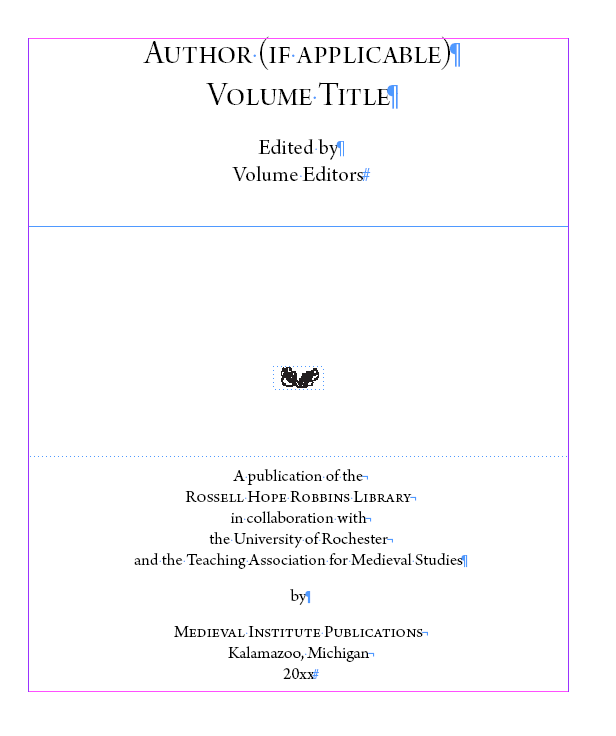 Author (if applicable)
Volume Title
Edited by
Volume Editors
A publication of the
Rossell Hope Robbins Library
in collaboration with
the University of Rochester
and the Teaching Association for Medieval Studies
by
Medieval Institute Publications
Kalamazoo, Michigan
20xx